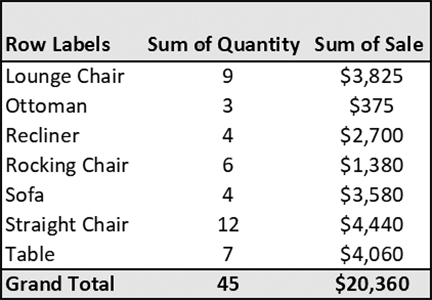 Row Labels Sum of Quantity Sum of Sale
Lounge Chair 9 $3,825
Ottoman 3 $375
Recliner 4 $2,700
Rocking Chair 6 $1,380
Sofa 4 $3,580
Straight Chair 12 $4,440
Table 7 $4,060
Grand Total 45 $20,360